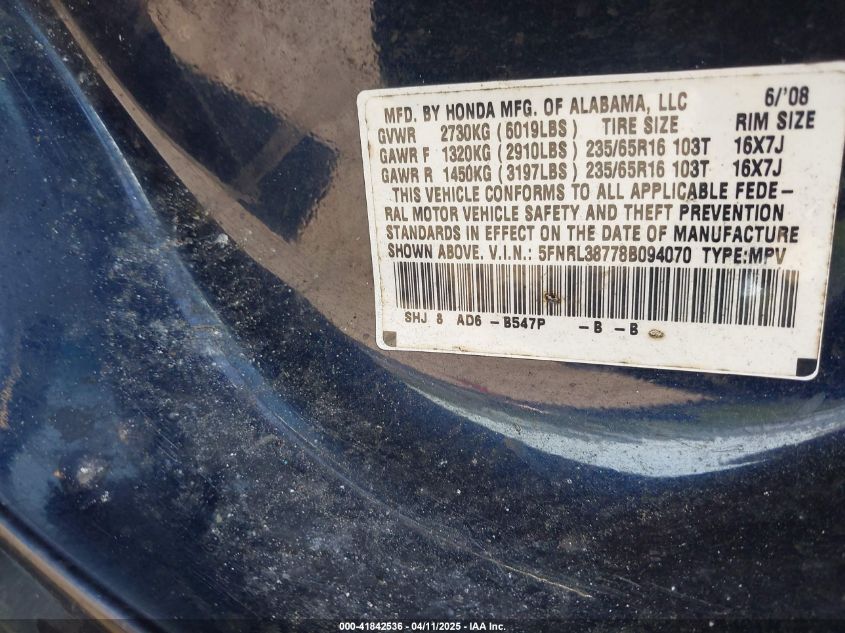 MFD. BY HONDA MFG. OF ALABAMA, LLC 6/'08
GVWR 2730KG (6019LBS) TIRE SIZE RIM SIZE
GAWR F 1320KG (2910LBS) 235/65R16 103T 16X7J
GAWR R 1450KG (3197LBS) 235/65R16 103T 16X7J
THIS VEHICLE CONFORMS TO ALL APPLICABLE FEDE-
RAL MOTOR VEHICLE SAFETY AND THEFT PREVENTION
STANDARDS IN EFFECT ON THE DATE OF MANUFACTURE
SHOWN ABOVE. V.I.N.: 5FNRL38778B094070 TYPE:MPV
SHJ 8 AD6 -B547P -B -B
000-41842536 - 04/11/2025 - IAA Inc.